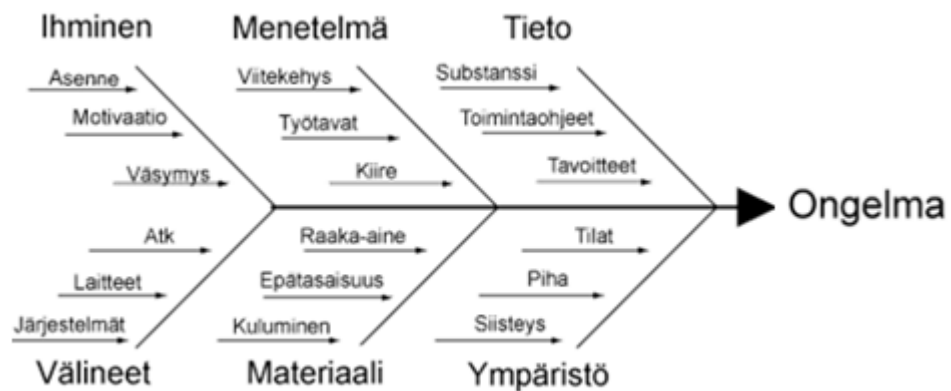 Ihminen
Menetelmä
Tieto
Asenne
Motivaatio
Väsymys
Viitekehys
Työtavat
Kiire
Substanssi
Toimintaohjeet
Tavoitteet
Ongelma
Atk
Laitteet
Järjestelmät
Raaka-aine
Epätasaisuus
Kuluminen
Tilat
Piha
Siisteys
Välineet
Materiaali
Ympäristö